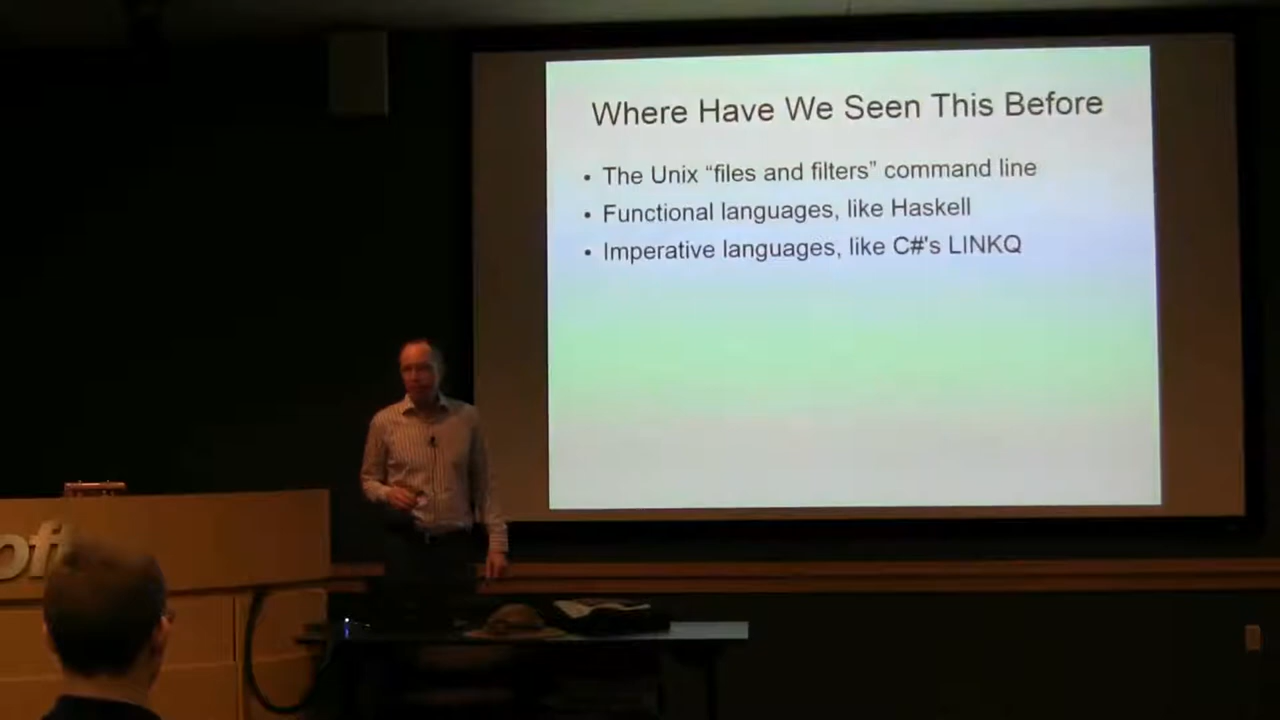 Where Have We Seen This Before
• The Unix “files and filters” command line
• Functional languages, like Haskell
• Imperative languages, like C#'s LINKQ